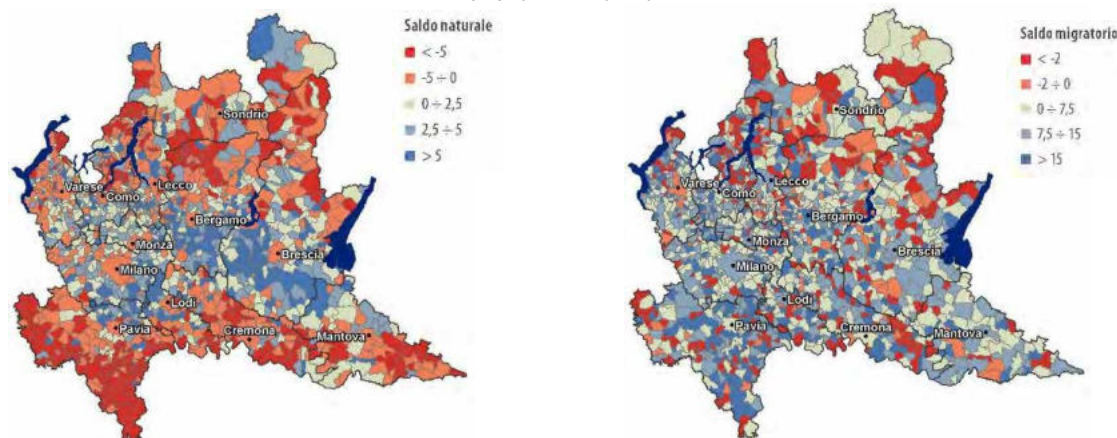 Saldo naturale
< -5
-5 ÷ 0
0 ÷ 2,5
2,5 ÷ 5
> 5
Sondrio
Varese
Como
Lecco
Bergamo
Monza
Milano
Brescia
Lodi
Pavia
Cremona
Mantova
Saldo migratorio
< -2
-2 ÷ 0
0 ÷ 7,5
7,5 ÷ 15
> 15
Sondrio
Varese
Como
Lecco
Bergamo
Monza
Milano
Brescia
Lodi
Pavia
Cremona
Mantova